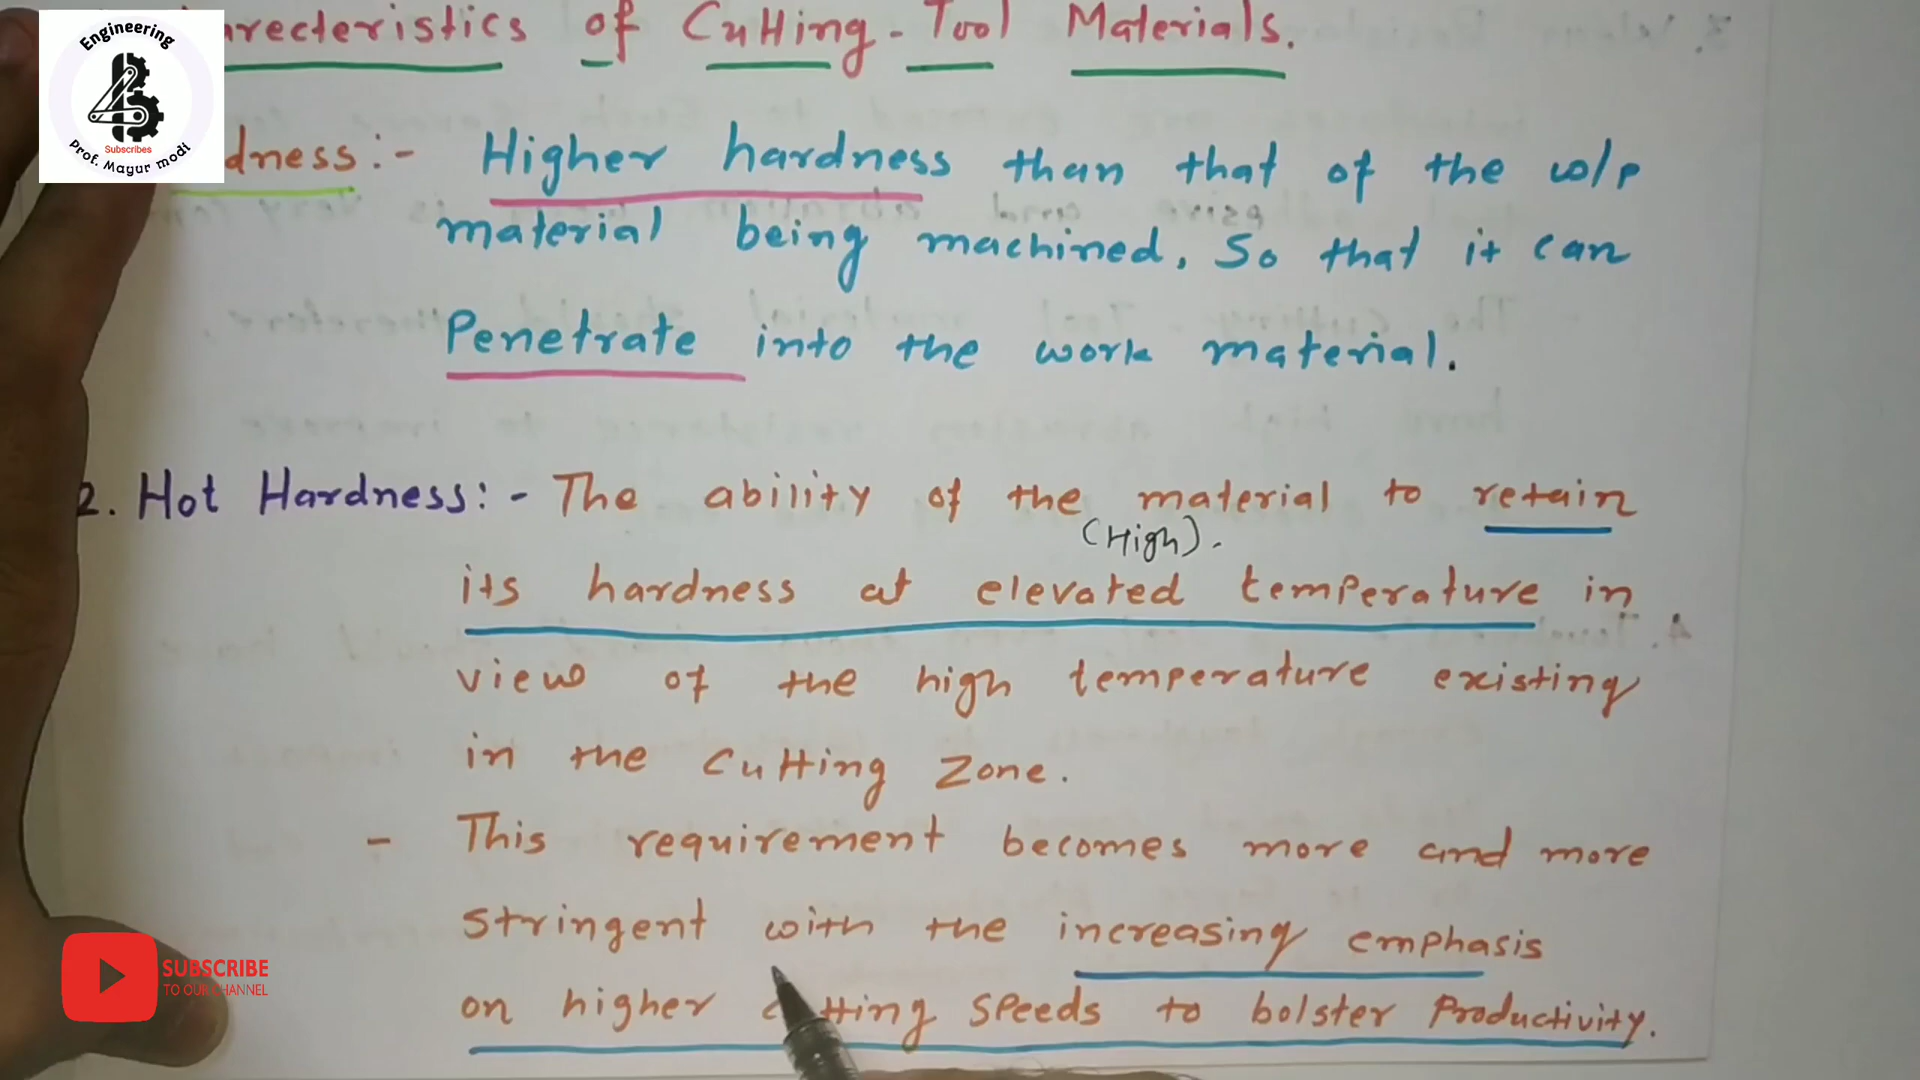 of Cutting-Tool Materials.
Engineering
Subscribes
Prof. Mayur modi
:- Higher hardness than that of the w/p
material being machined. So that it can
Penetrate into the work material.
2. Hot Hardness:- The ability of the material to retain
(High).
its hardness at elevated temperature in
view of the high temperature existing
in the Cutting Zone.
- This requirement becomes more and more
stringent with the increasing emphasis
on higher cutting speeds to bolster Productivity.
SUBSCRIBE
TO OUR CHANNEL